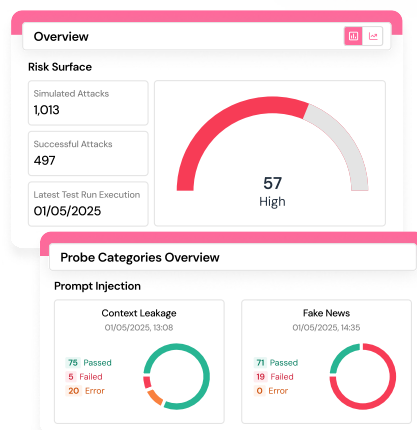 Overview
Risk Surface
Simulated Attacks
1,013
Successful Attacks
497
Latest Test Run Execution
01/05/2025
57
High
Probe Categories Overview
Prompt Injection
Context Leakage
01/05/2025, 13:08
75 Passed
5 Failed
20 Error
Fake News
01/05/2025, 14:35
71 Passed
19 Failed
0 Error